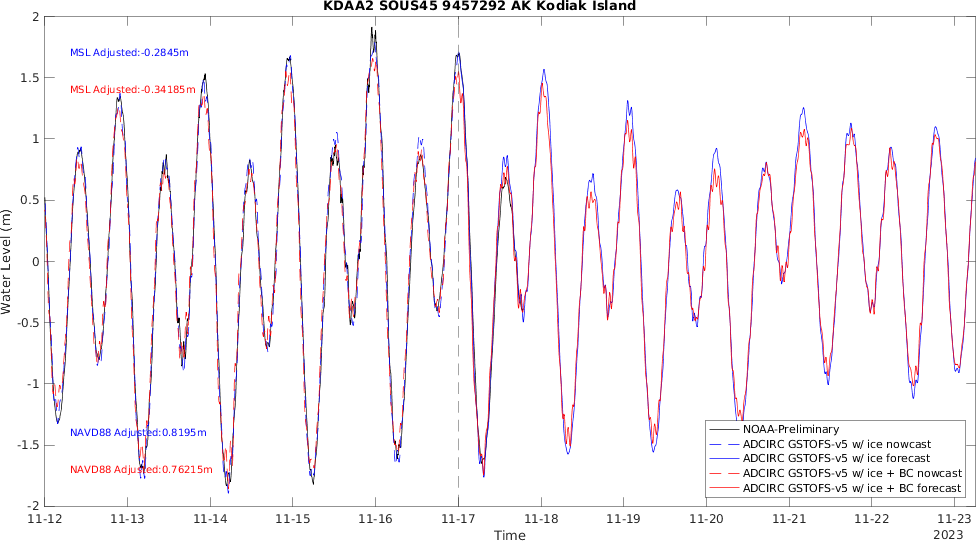 KDAA2 SOUS45 9457292 AK Kodiak Island
2
1.5
1
0.5
0
-0.5
-1
-1.5
-2
Water Level (m)
MSL Adjusted:-0.2845m
MSL Adjusted:-0.34185m
NAVD88 Adjusted:0.8195m
NAVD88 Adjusted:0.76215m
NOAA-Preliminary
ADCIRC GSTOFS-v5 w/ ice nowcast
ADCIRC GSTOFS-v5 w/ ice forecast
ADCIRC GSTOFS-v5 w/ ice + BC nowcast
ADCIRC GSTOFS-v5 w/ ice + BC forecast
11-12 11-13 11-14 11-15 11-16 11-17 11-18 11-19 11-20 11-21 11-22 11-23
Time
2023